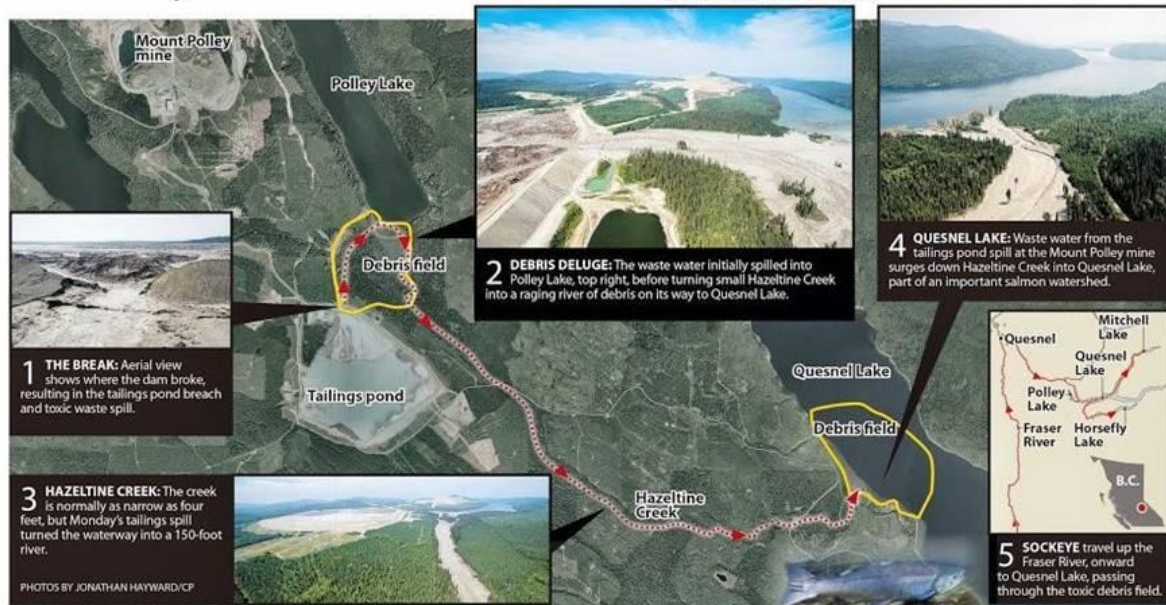 Mount Polley
mine
Polley Lake
Debris field
Tailings pond
1 THE BREAK: Aerial view
shows where the dam broke,
resulting in the tailings pond breach
and toxic waste spill.
2 DEBRIS DELUGE: The waste water initially spilled into
Polley Lake, top right, before turning small Hazeltine Creek
into a raging river of debris on its way to Quesnel Lake.
3 HAZELTINE CREEK: The creek
is normally as narrow as four
feet, but Monday's tailings spill
turned the waterway into a 150-foot
river.
PHOTOS BY JONATHAN HAYWARD/CP
Hazeltine
Creek
Quesnel Lake
Debris field
4 QUESNEL LAKE: Waste water from the
tailings pond spill at the Mount Polley mine
surges down Hazeltine Creek into Quesnel Lake,
part of an important salmon watershed.
Quesnel
Mitchell
Lake
Quesnel
Lake
Polley
Lake
Fraser
River
Horsefly
Lake
B.C.
5 SOCKEYE travel up the
Fraser River, onward
to Quesnel Lake, passing
through the toxic debris field.